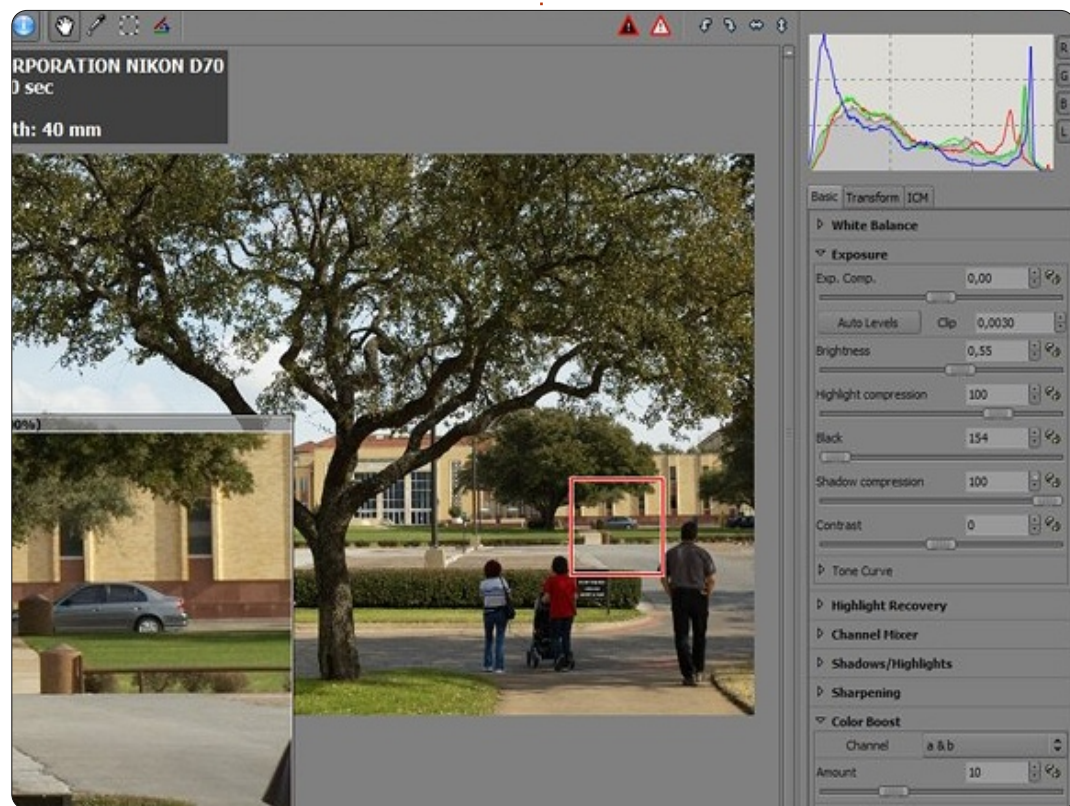 RPORATION NIKON D70
0 sec
th: 40 mm
0%)
R
G
B
L
Basic Transform ICM
White Balance
Exposure
Exp. Comp. 0,00
Auto Levels Clip 0,0030
Brightness 0,55
Highlight compression 100
Black 154
Shadow compression 100
Contrast 0
Tone Curve
Highlight Recovery
Channel Mixer
Shadows/Highlights
Sharpening
Color Boost
Channel a & b
Amount 10